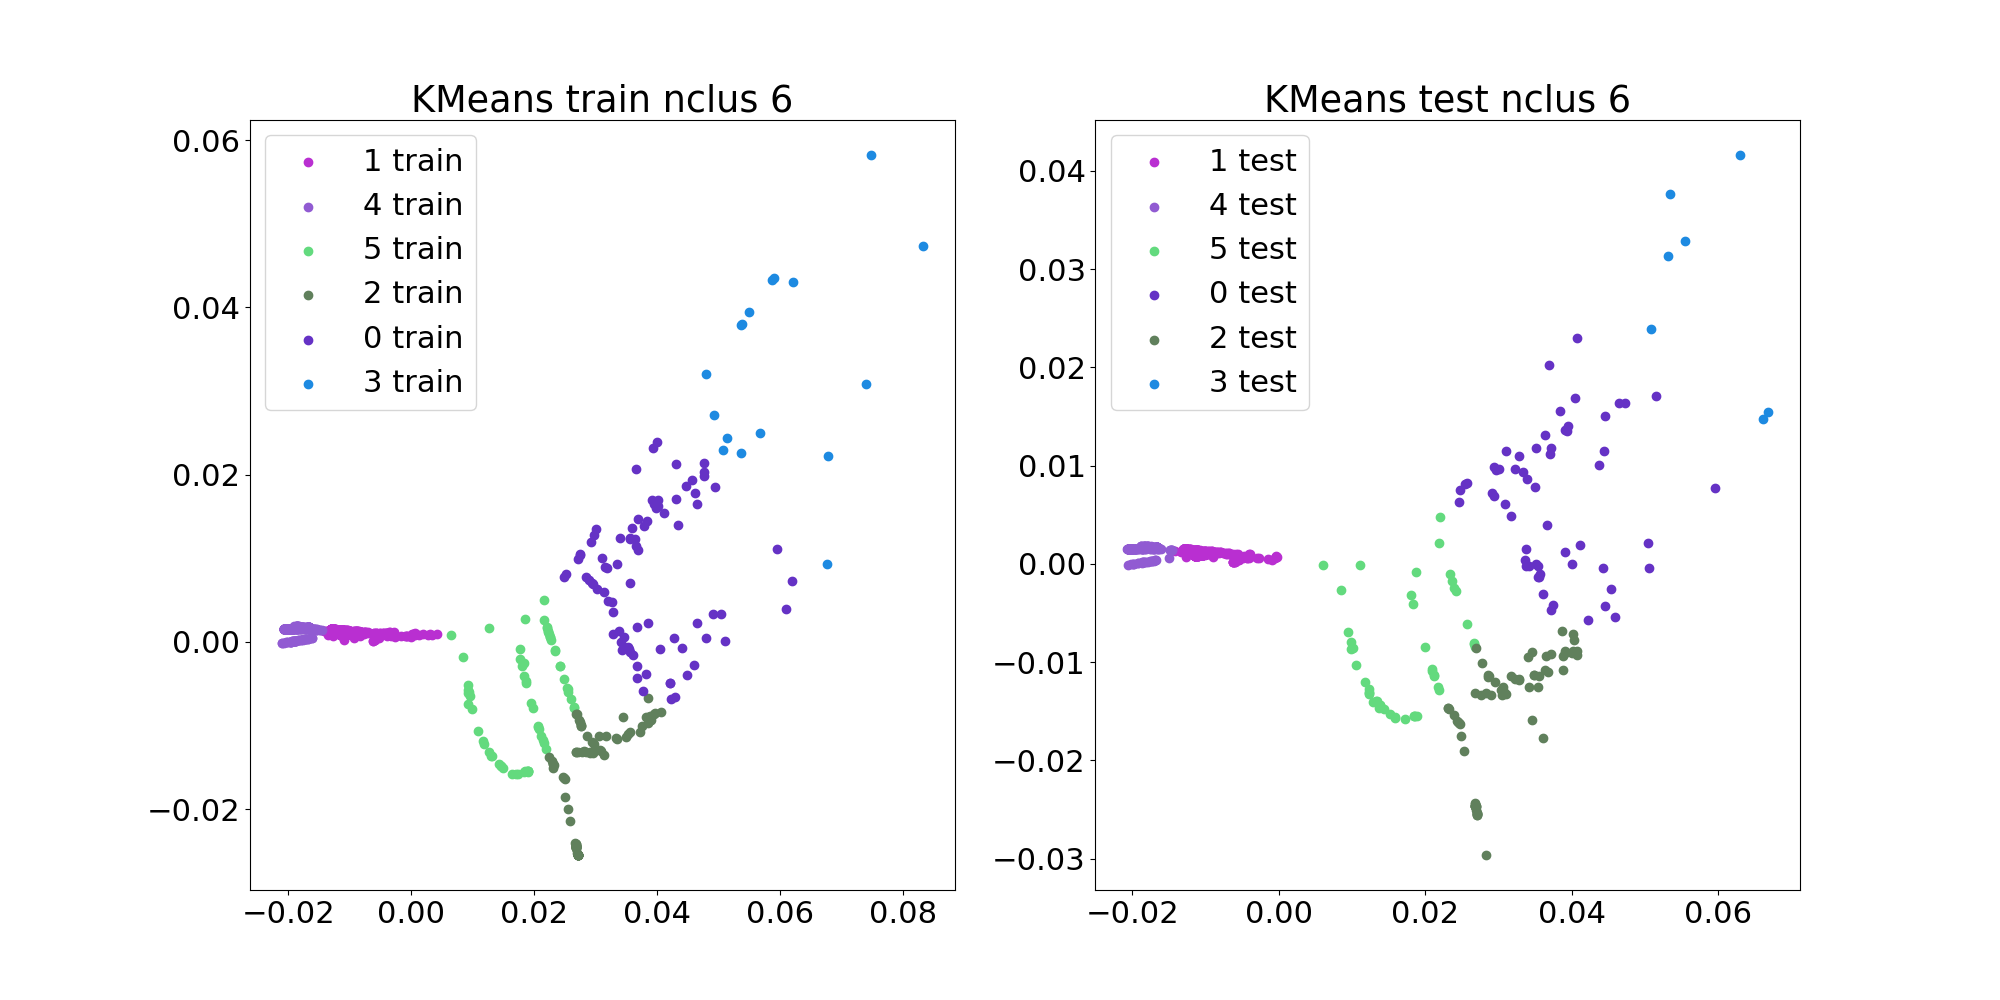 KMeans train nclus 6
0.06
0.04
0.02
0.00
−0.02
1 train
4 train
5 train
2 train
0 train
3 train
−0.02 0.00 0.02 0.04 0.06 0.08
KMeans test nclus 6
0.04
0.03
0.02
0.01
0.00
−0.01
−0.02
−0.03
1 test
4 test
5 test
0 test
2 test
3 test
−0.02 0.00 0.02 0.04 0.06